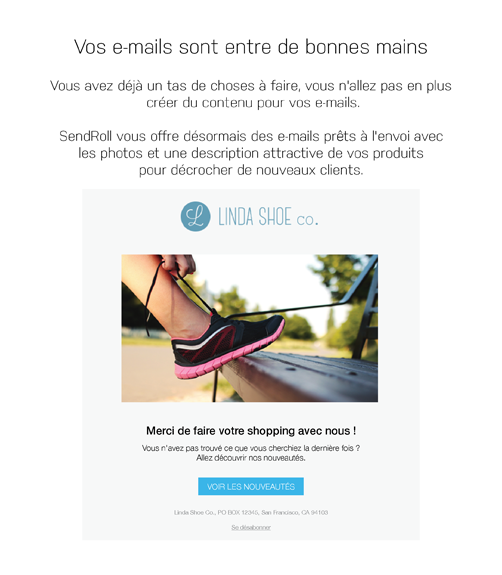 Vos e-mails sont entre de bonnes mains
Vous avez déjà un tas de choses à faire, vous n'allez pas en plus
créer du contenu pour vos e-mails.
SendRoll vous offre désormais des e-mails prêts à l'envoi avec
les photos et une description attractive de vos produits
pour décrocher de nouveaux clients.
L LINDA SHOE CO.
Merci de faire votre shopping avec nous !
Vous n'avez pas trouvé ce que vous cherchiez la dernière fois ?
Allez découvrir nos nouveautés.
VOIR LES NOUVEAUTÉS
Linda Shoe Co., PO BOX 12345, San Francisco, CA 94103
Se désabonner